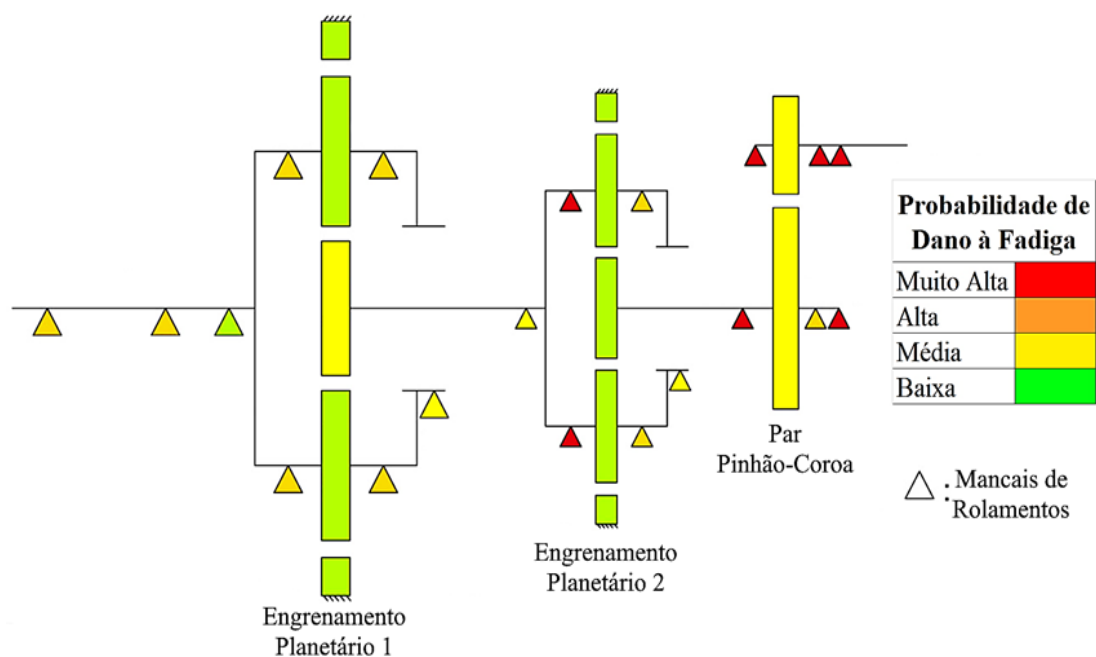 Probabilidade de
Dano à Fadiga
Muito Alta
Alta
Média
Baixa
Par
Pinhão-Coroa
: Mancais de
Rolamentos
Engrenamento
Planetário 2
Engrenamento
Planetário 1